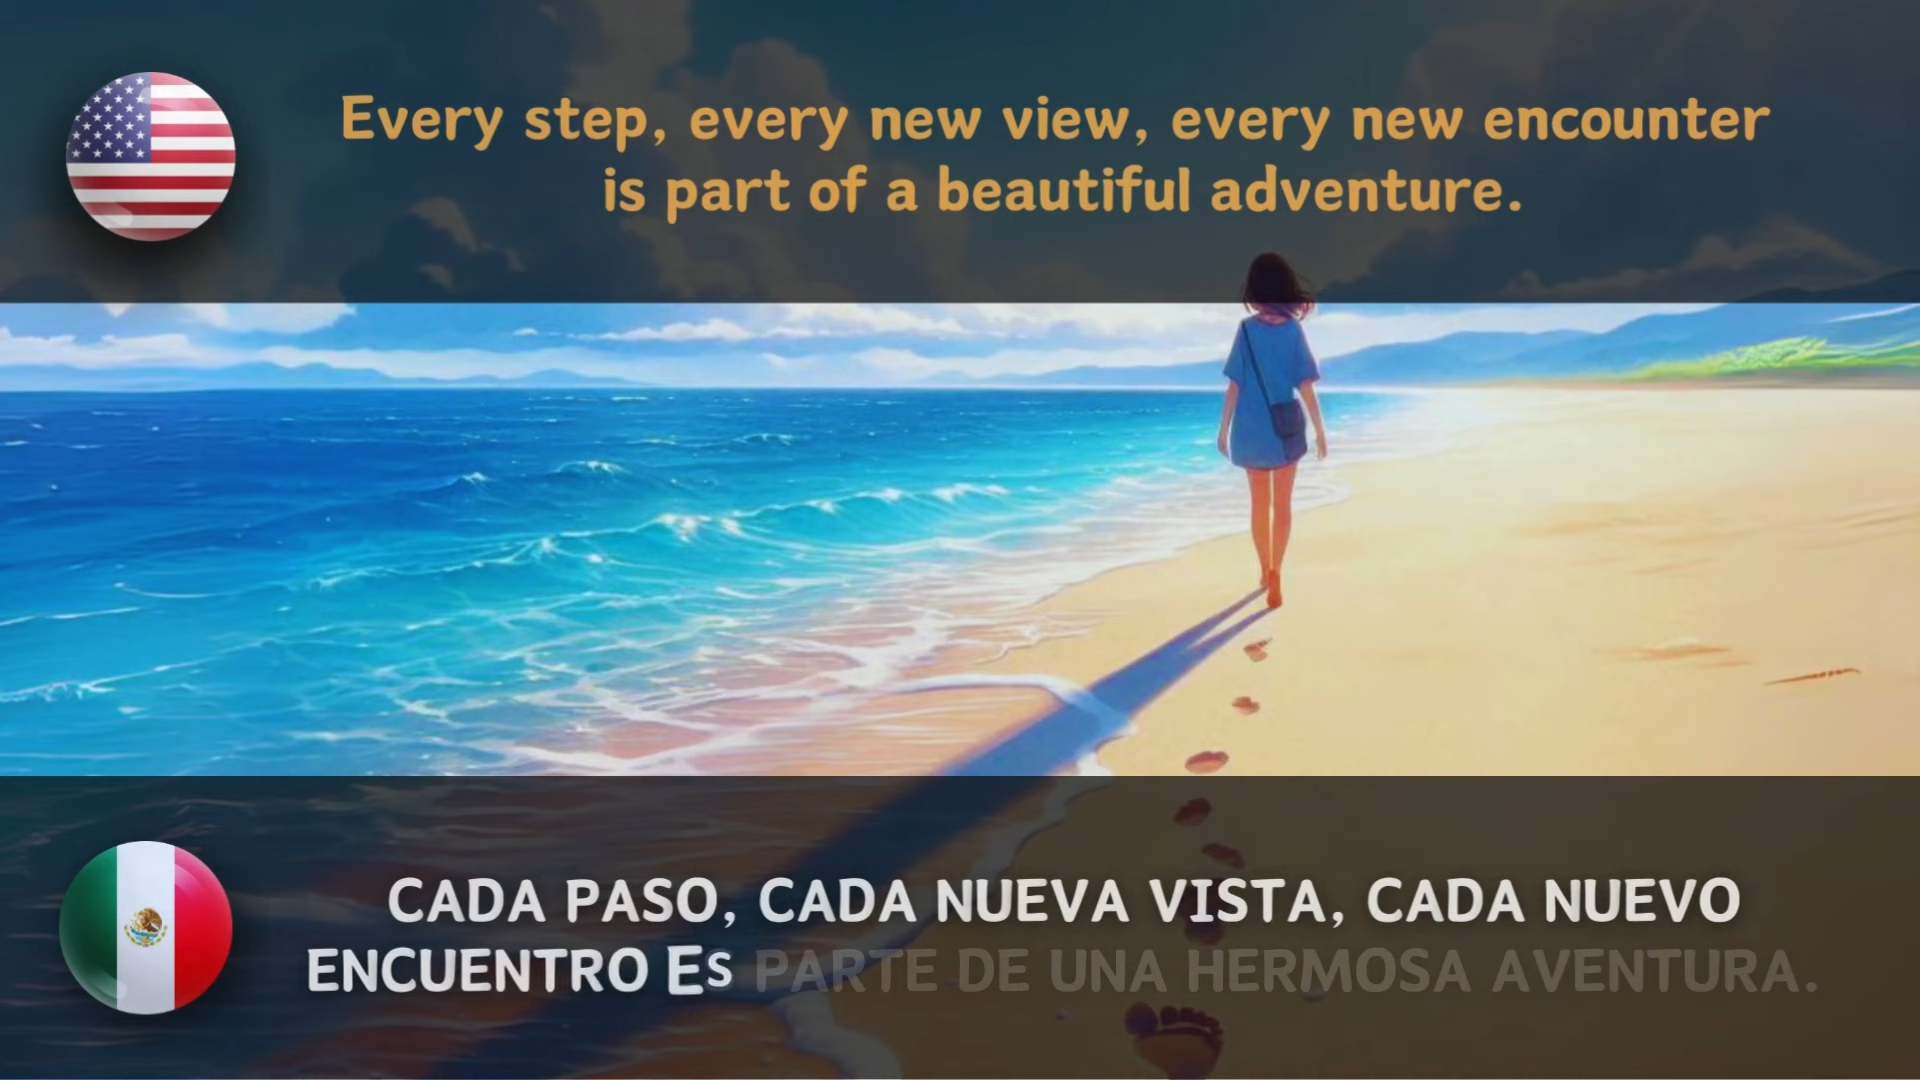 Every step, every new view, every new encounter
is part of a beautiful adventure.
CADA PASO, CADA NUEVA VISTA, CADA NUEVO
ENCUENTRO ES PARTE DE UNA HERMOSA AVENTURA.